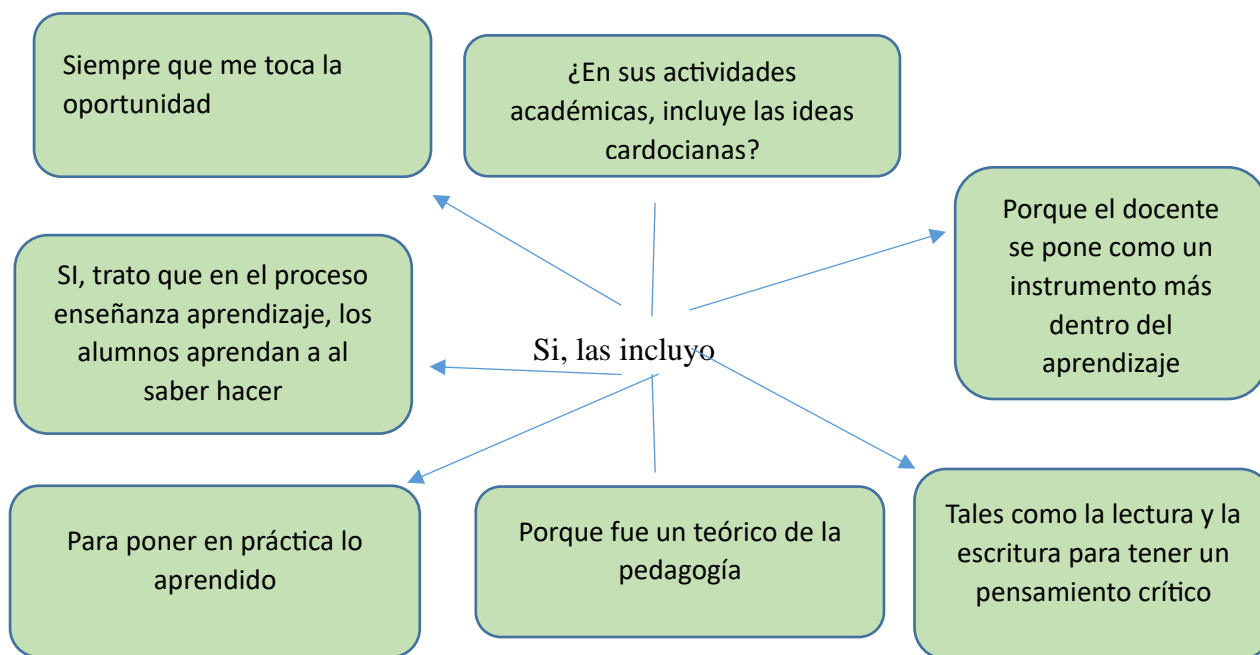 Siempre que me toca la
oportunidad
¿En sus actividades
académicas, incluye las ideas
cardocianas?
Porque el docente
se pone como un
instrumento más
dentro del
aprendizaje
SI, trato que en el proceso
enseñanza aprendizaje, los
alumnos aprendan a al
saber hacer
Si, las incluyo
Para poner en práctica lo
aprendido
Porque fue un teórico de la
pedagogía
Tales como la lectura y la
escritura para tener un
pensamiento crítico